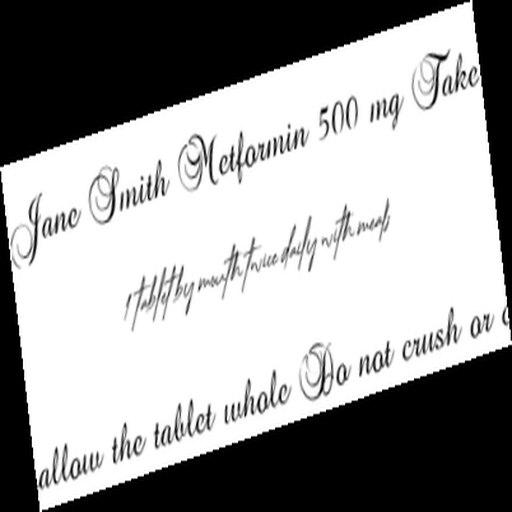 Jane Smith Metformin 500 mg Take
1 tablet by mouth twice daily with meals
allow the tablet whole Do not crush or